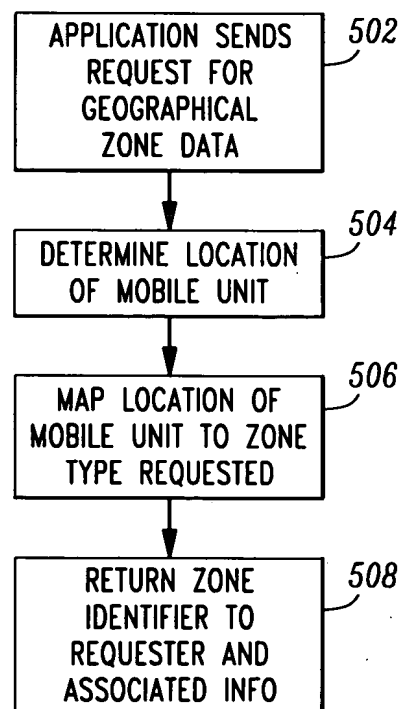 APPLICATION SENDS
REQUEST FOR
GEOGRAPHICAL
ZONE DATA
502
DETERMINE LOCATION
OF MOBILE UNIT
504
MAP LOCATION OF
MOBILE UNIT TO ZONE
TYPE REQUESTED
506
RETURN ZONE
IDENTIFIER TO
REQUESTER AND
ASSOCIATED INFO
508